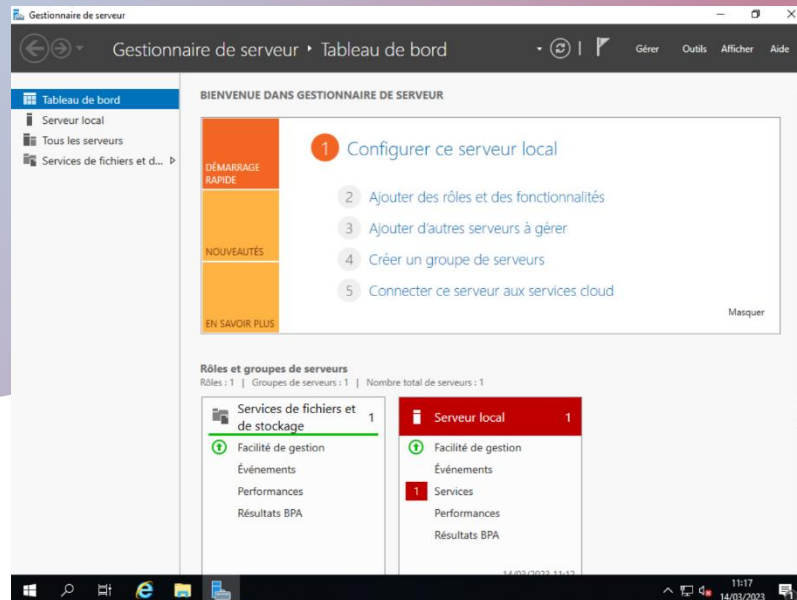 Gestionnaire de serveur
Gestionnaire de serveur ‣ Tableau de bord
Gérer Outils Afficher Aide
Tableau de bord
Serveur local
Tous les serveurs
Services de fichiers et d...
BIENVENUE DANS GESTIONNAIRE DE SERVEUR
DÉMARRAGE
RAPIDE
NOUVEAUTÉS
EN SAVOIR PLUS
1 Configurer ce serveur local
2 Ajouter des rôles et des fonctionnalités
3 Ajouter d'autres serveurs à gérer
4 Créer un groupe de serveurs
5 Connecter ce serveur aux services cloud
Masquer
Rôles et groupes de serveurs
Rôles : 1 | Groupes de serveurs : 1 | Nombre total de serveurs : 1
Services de fichiers et
de stockage
1
Facilité de gestion
Événements
Performances
Résultats BPA
Serveur local 1
Facilité de gestion
Événements
1 Services
Performances
Résultats BPA
14/03/2023 11:12
11:17
14/03/2023
1